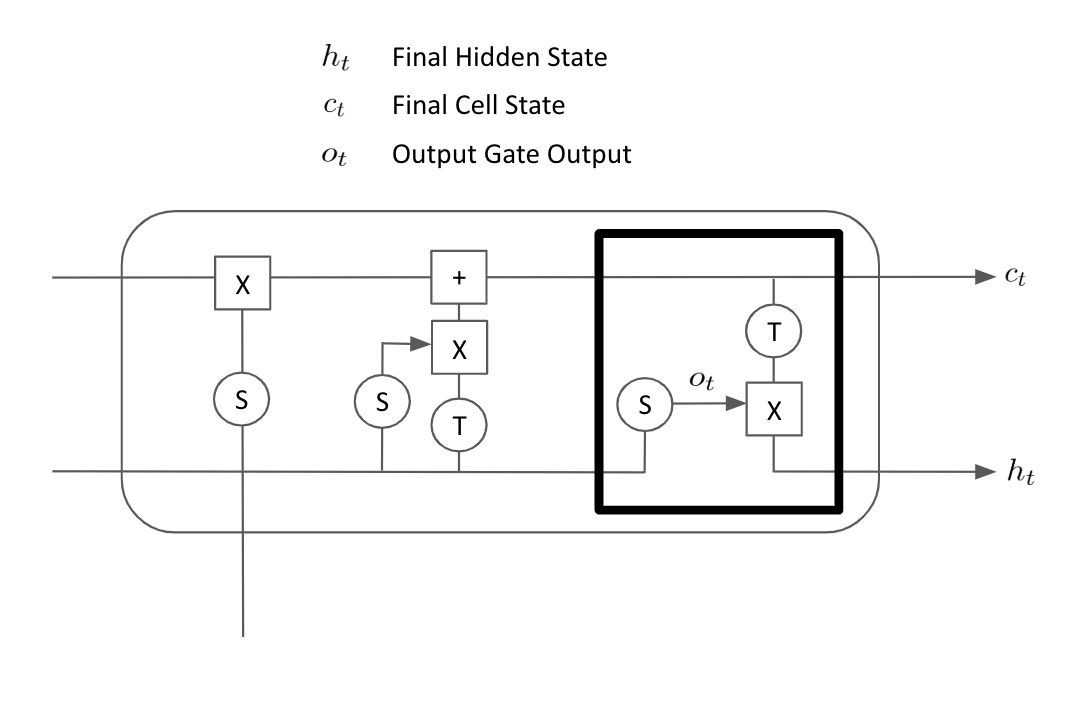 h_t Final Hidden State
c_t Final Cell State
o_t Output Gate Output
X + c_t
T
X
S S T S o_t X
h_t